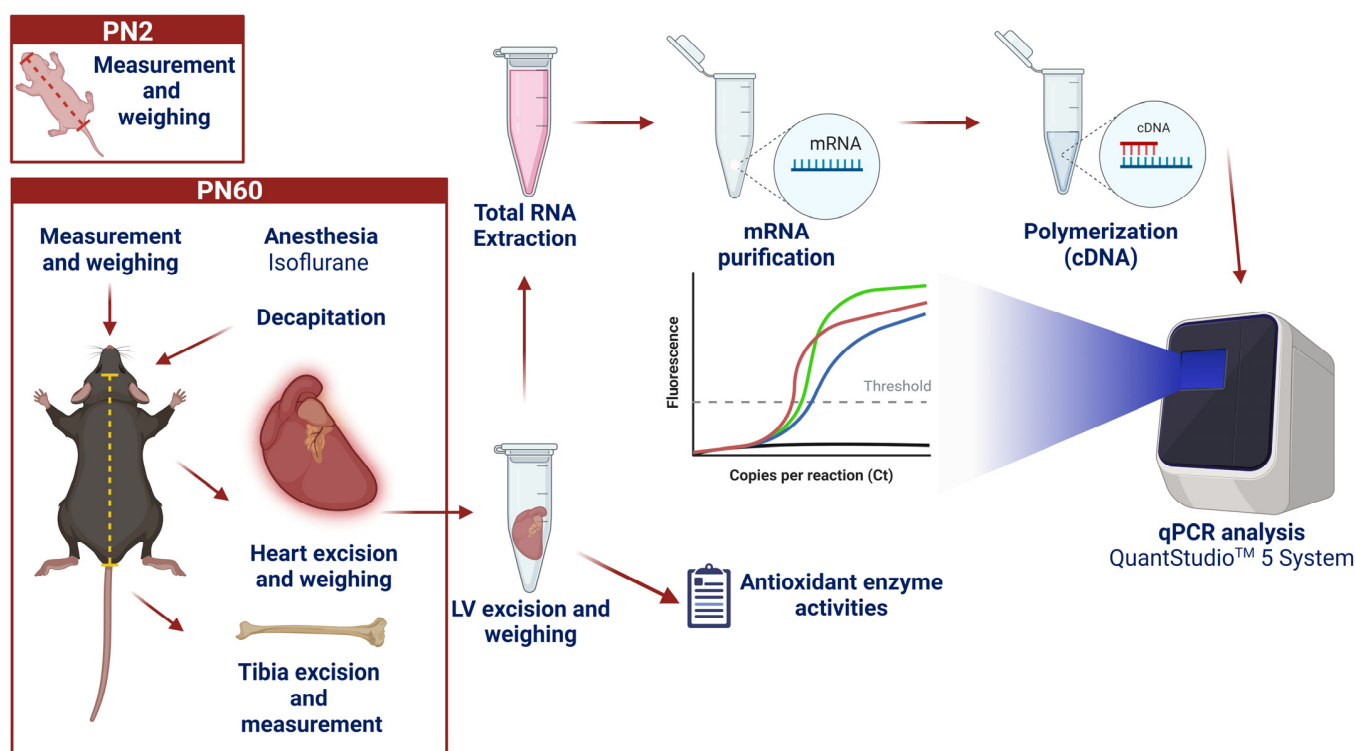 PN2
Measurement
and
weighing
PN60
Measurement
and weighing
Anesthesia
Isoflurane
Decapitation
Heart excision
and weighing
Tibia excision
and
measurement
LV excision and
weighing
Antioxidant enzyme
activities
Total RNA
Extraction
mRNA
mRNA
purification
cDNA
Polymerization
(cDNA)
Fluorescence
Threshold
Copies per reaction (Ct)
qPCR analysis
QuantStudio™ 5 System